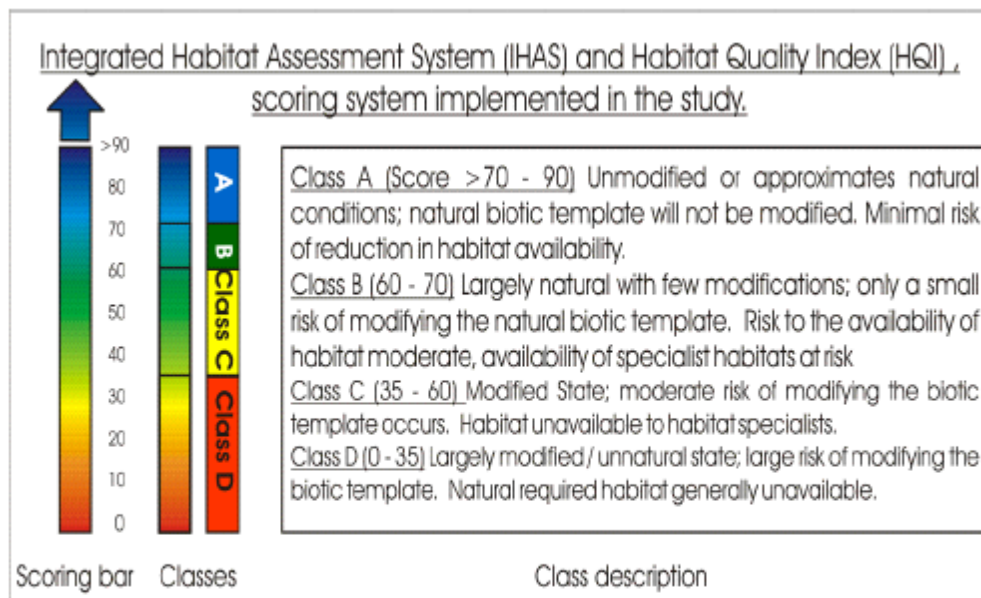 Integrated Habitat Assessment System (IHAS) and Habitat Quality Index (HQI) ,
scoring system implemented in the study.
>90
80
70
60
50
40
30
20
10
0
A
B
Class C
Class D
Class A (Score >70 - 90) Unmodified or approximates natural
conditions; natural biotic template will not be modified. Minimal risk
of reduction in habitat availability.
Class B (60 - 70) Largely natural with few modifications; only a small
risk of modifying the natural biotic template. Risk to the availability of
habitat moderate, availability of specialist habitats at risk
Class C (35 - 60) Modified State; moderate risk of modifying the biotic
template occurs. Habitat unavailable to habitat specialists.
Class D (0 - 35) Largely modified / unnatural state; large risk of modifying the
biotic template. Natural required habitat generally unavailable.
Scoring bar
Classes
Class description